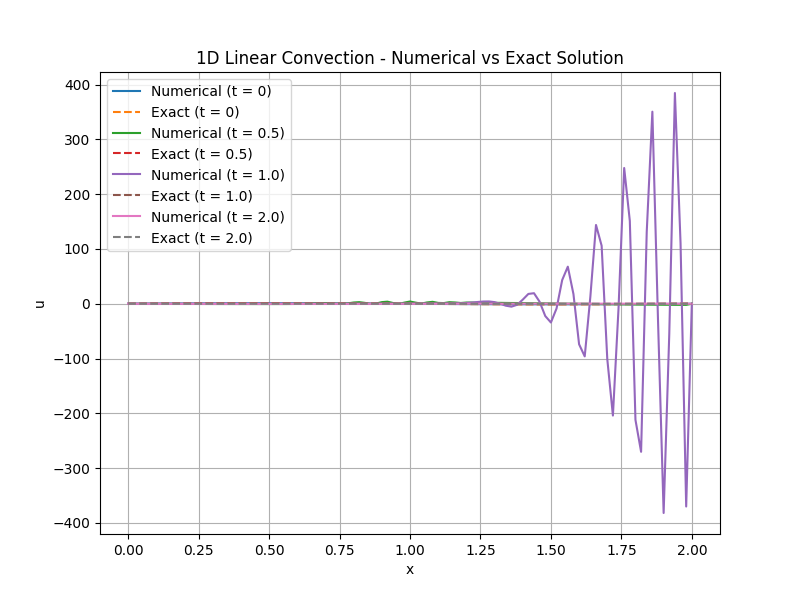 1D Linear Convection - Numerical vs Exact Solution
Numerical (t = 0)
Exact (t = 0)
Numerical (t = 0.5)
Exact (t = 0.5)
Numerical (t = 1.0)
Exact (t = 1.0)
Numerical (t = 2.0)
Exact (t = 2.0)
400
300
200
100
0
−100
−200
−300
−400
u
0.00 0.25 0.50 0.75 1.00 1.25 1.50 1.75 2.00
x